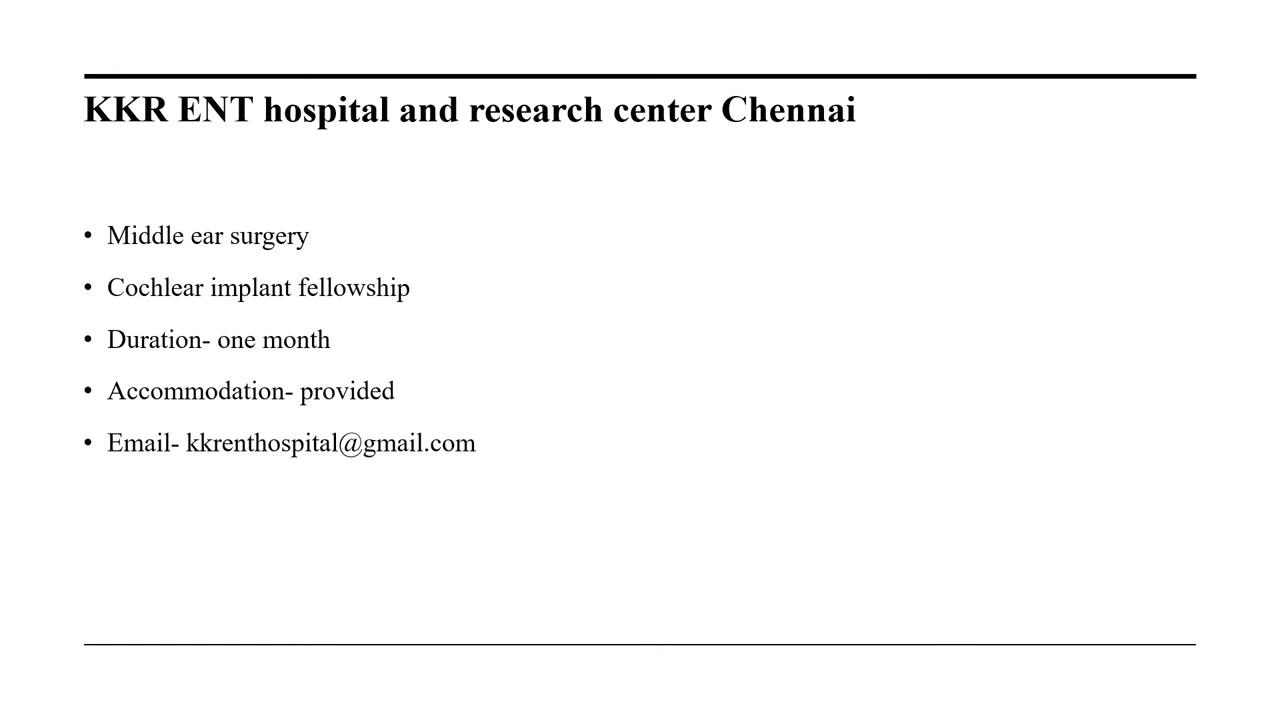 KKR ENT hospital and research center Chennai
• Middle ear surgery
• Cochlear implant fellowship
• Duration- one month
• Accommodation- provided
• Email- kkrenthospital@gmail.com